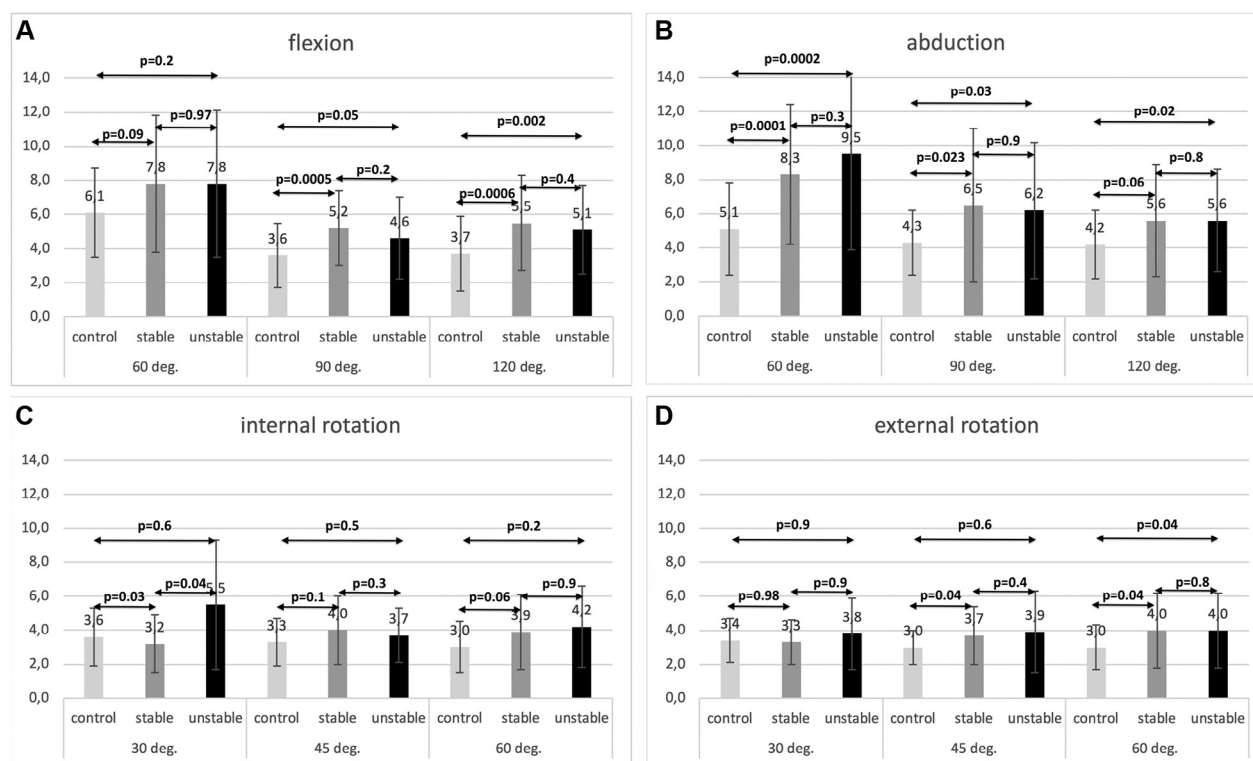 A
flexion
14,0
12,0
10,0
8,0
6,0
4,0
2,0
0,0
p=0.2
p=0.97
p=0.09
p=0.05
p=0.2
p=0.0005
p=0.002
p=0.4
p=0.0006
6,1
7,8
7,8
3,6
5,2
4,6
3,7
5,5
5,1
control stable unstable control stable unstable control stable unstable
60 deg. 90 deg. 120 deg.
B
abduction
14,0
12,0
10,0
8,0
6,0
4,0
2,0
0,0
p=0.0002
p=0.3
p=0.0001
p=0.03
p=0.9
p=0.023
p=0.02
p=0.8
p=0.06
5,1
8,3
9,5
4,3
6,5
6,2
4,2
5,6
5,6
control stable unstable control stable unstable control stable unstable
60 deg. 90 deg. 120 deg.
C
internal rotation
14,0
12,0
10,0
8,0
6,0
4,0
2,0
0,0
p=0.6
p=0.04
p=0.03
p=0.5
p=0.3
p=0.1
p=0.2
p=0.9
p=0.06
3,6
3,2
5,5
3,3
4,0
3,7
3,0
3,9
4,2
control stable unstable control stable unstable control stable unstable
30 deg. 45 deg. 60 deg.
D
external rotation
14,0
12,0
10,0
8,0
6,0
4,0
2,0
0,0
p=0.9
p=0.9
p=0.98
p=0.6
p=0.4
p=0.04
p=0.04
p=0.8
p=0.04
3,4
3,3
3,8
3,0
3,7
3,9
3,0
4,0
4,0
control stable unstable control stable unstable control stable unstable
30 deg. 45 deg. 60 deg.